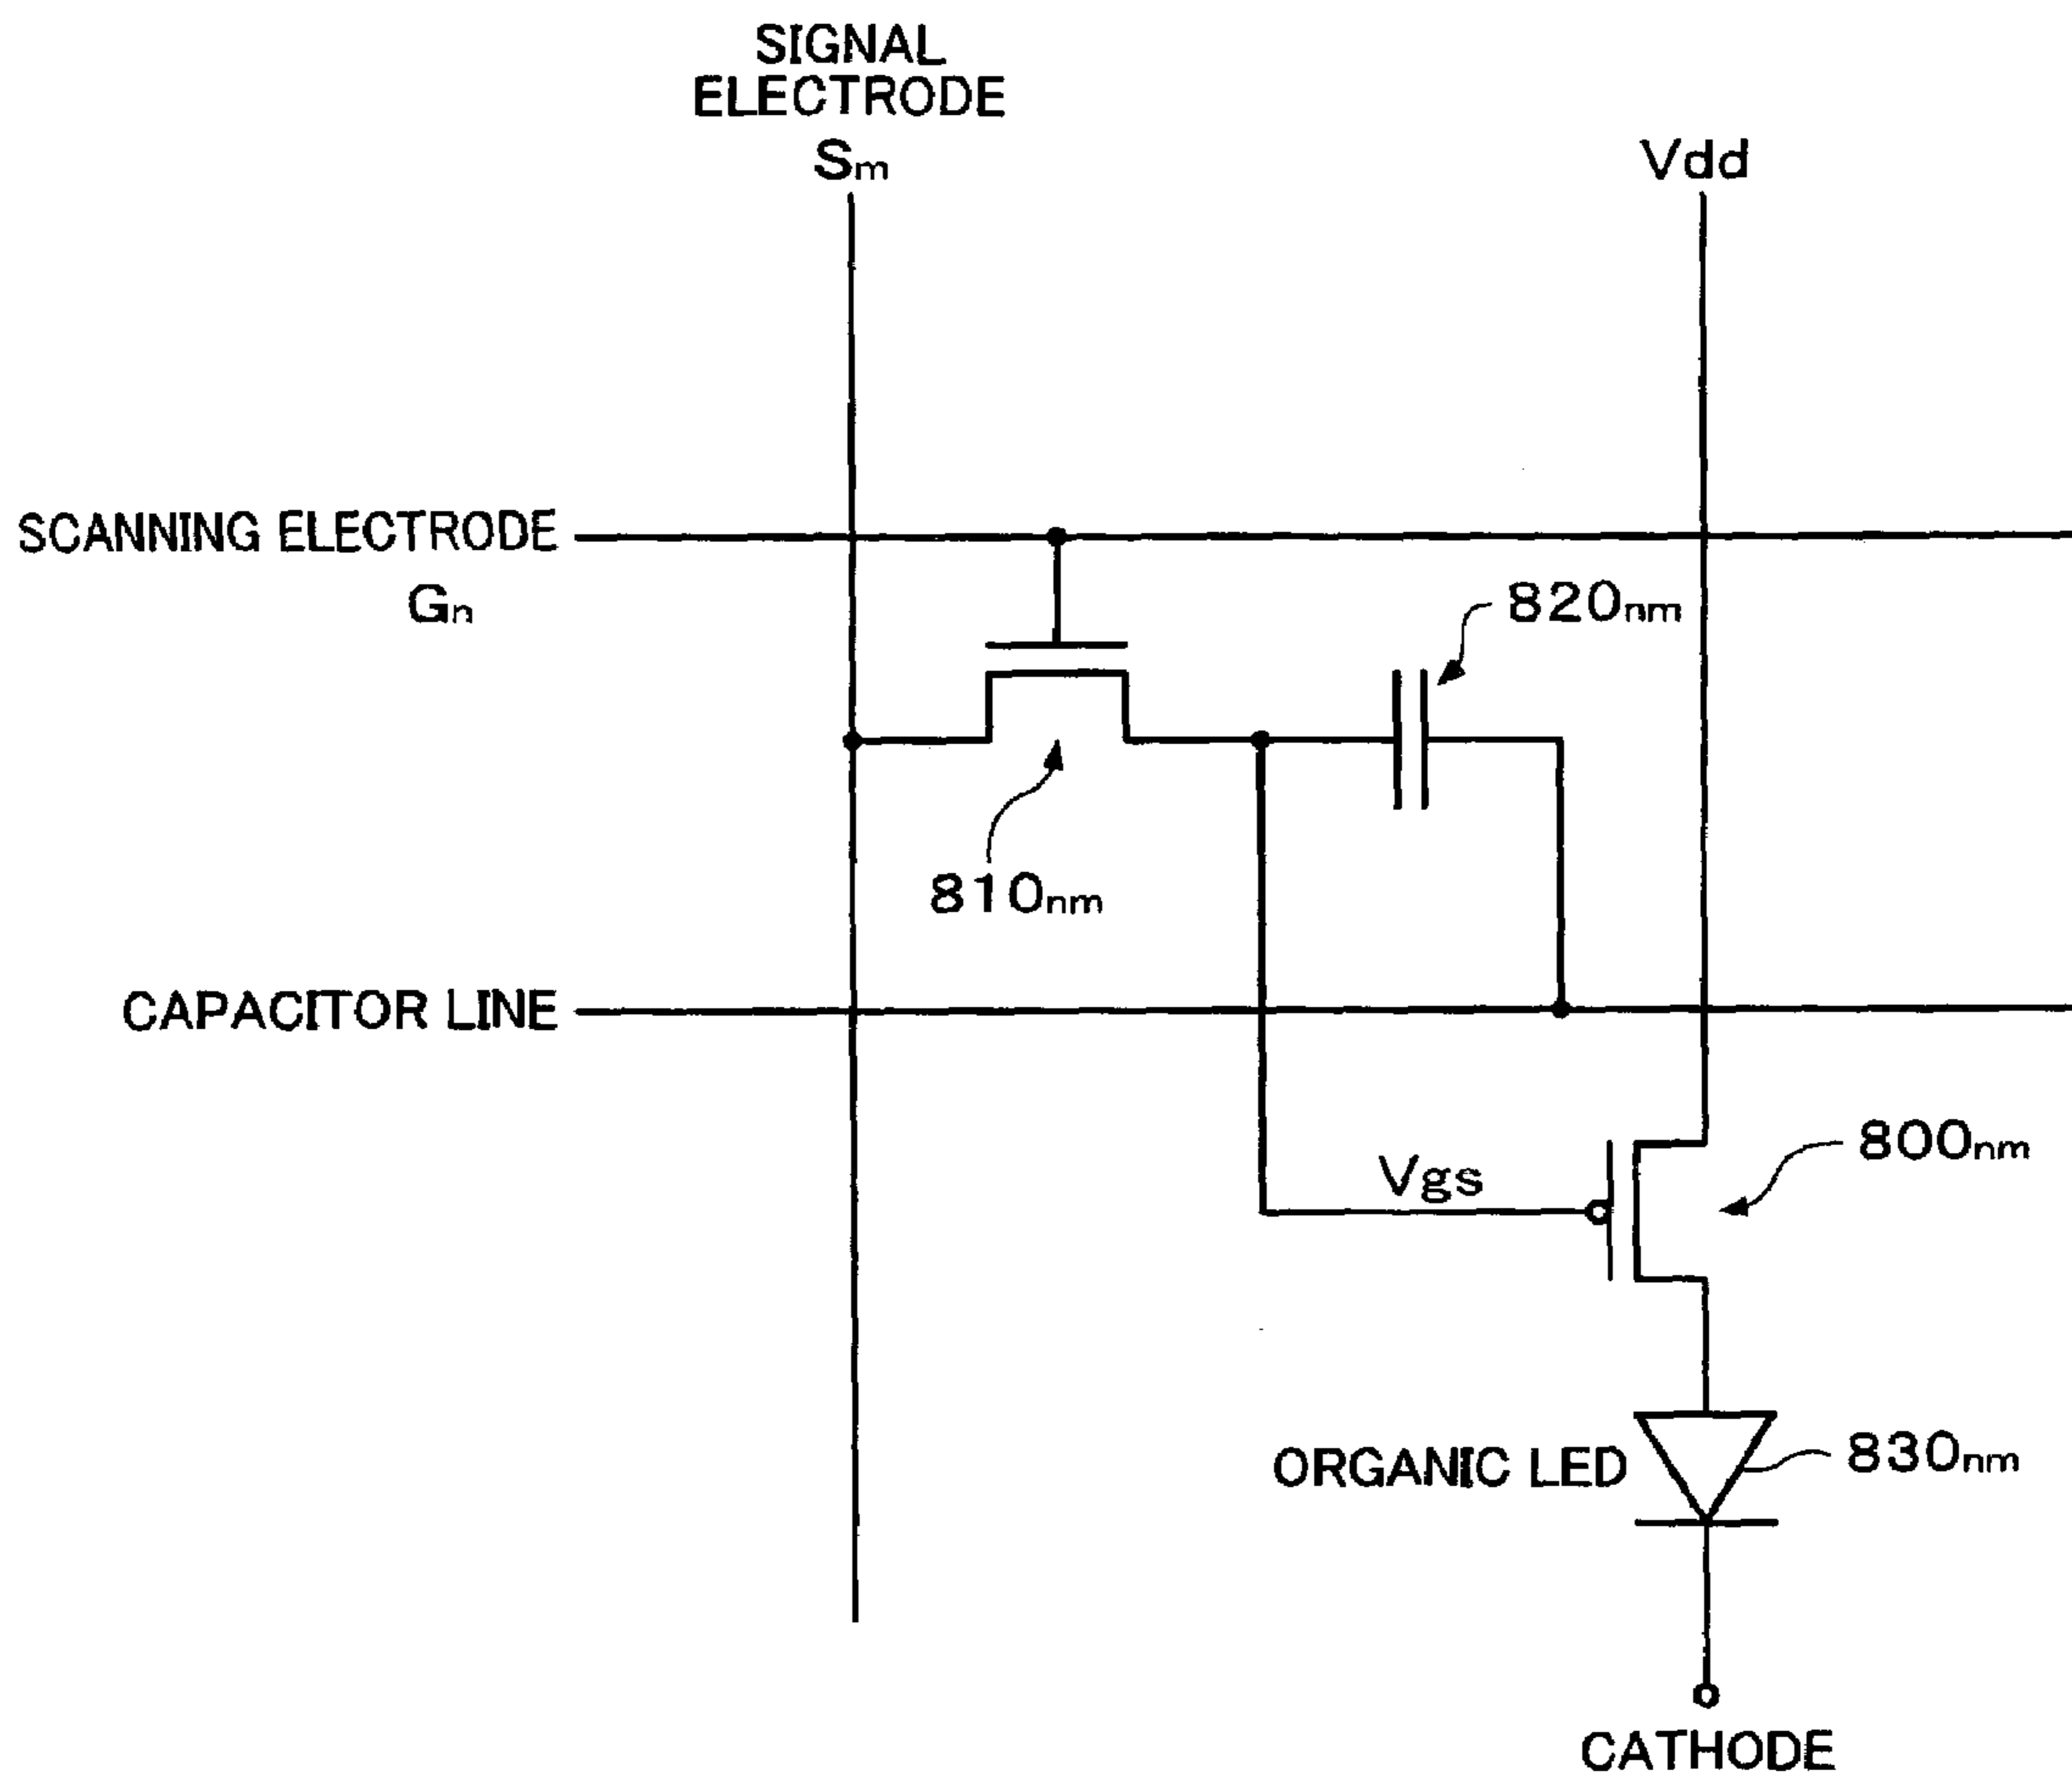 SIGNAL
ELECTRODE
Sm
Vdd
SCANNING ELECTRODE
Gn
820nm
810nm
CAPACITOR LINE
800nm
Vgs
ORGANIC LED
830nm
CATHODE